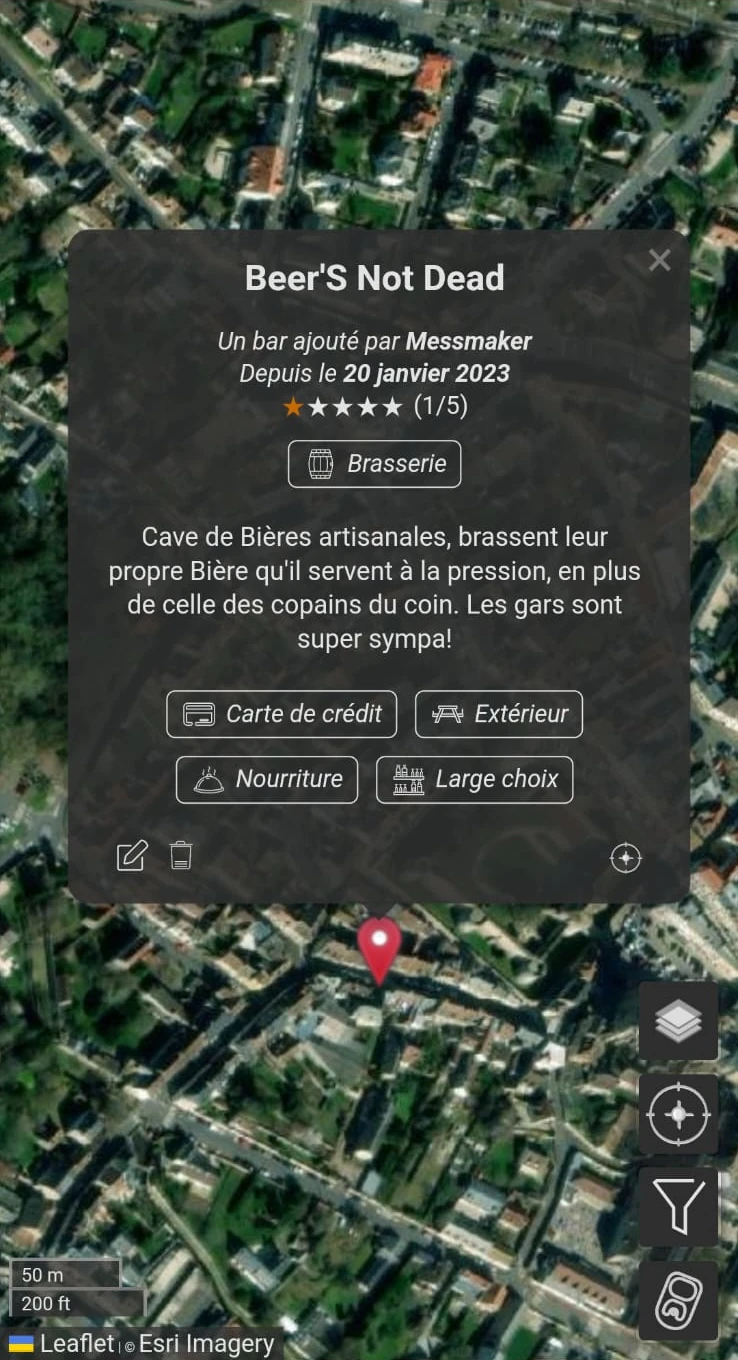 Beer'S Not Dead
Un bar ajouté par Messmaker
Depuis le 20 janvier 2023
★★★★★ (1/5)
Brasserie
Cave de Bières artisanales, brassent leur
propre Bière qu'il servent à la pression, en plus
de celle des copains du coin. Les gars sont
super sympa!
Carte de crédit
Extérieur
Nourriture
Large choix
50 m
200 ft
Leaflet | © Esri Imagery